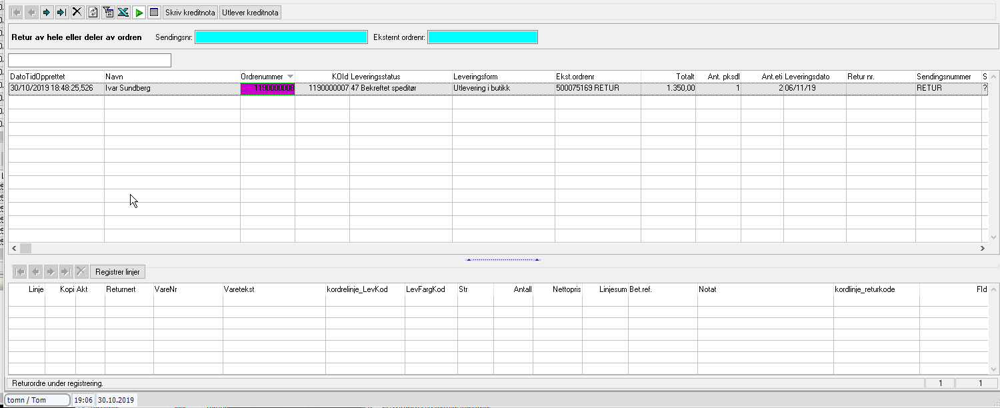 Skriv kreditnota Utlever kreditnota
Retur av hele eller deler av ordren Sendingsnr: Eksternt ordrenr:
DatoTidOpprettet Navn Ordrenummer KOId Leveringsstatus Leveringsform Ekst.ordrenr Totalt Ant. pksdl Ant.eti Leveringsdato Retur nr. Sendingsnummer S
30/10/2019 18:48:25,526 Ivar Sundberg 1190000008 1190000007 47 Bekreftet speditør Utlevering i butikk 500075169 RETUR 1.350,00 1 2 06/11/19 RETUR ?
Registrer linjer
Linje Kopi Akt Returnert VareNr Varetekst kordrelinje_LevKod LevFargKod Str Antall Nettopris Linjesum Bet.ref. Notat kordlinje_returkode FId
Returordre under registrering. 1 1
tomn / Tom 19:06 30.10.2019